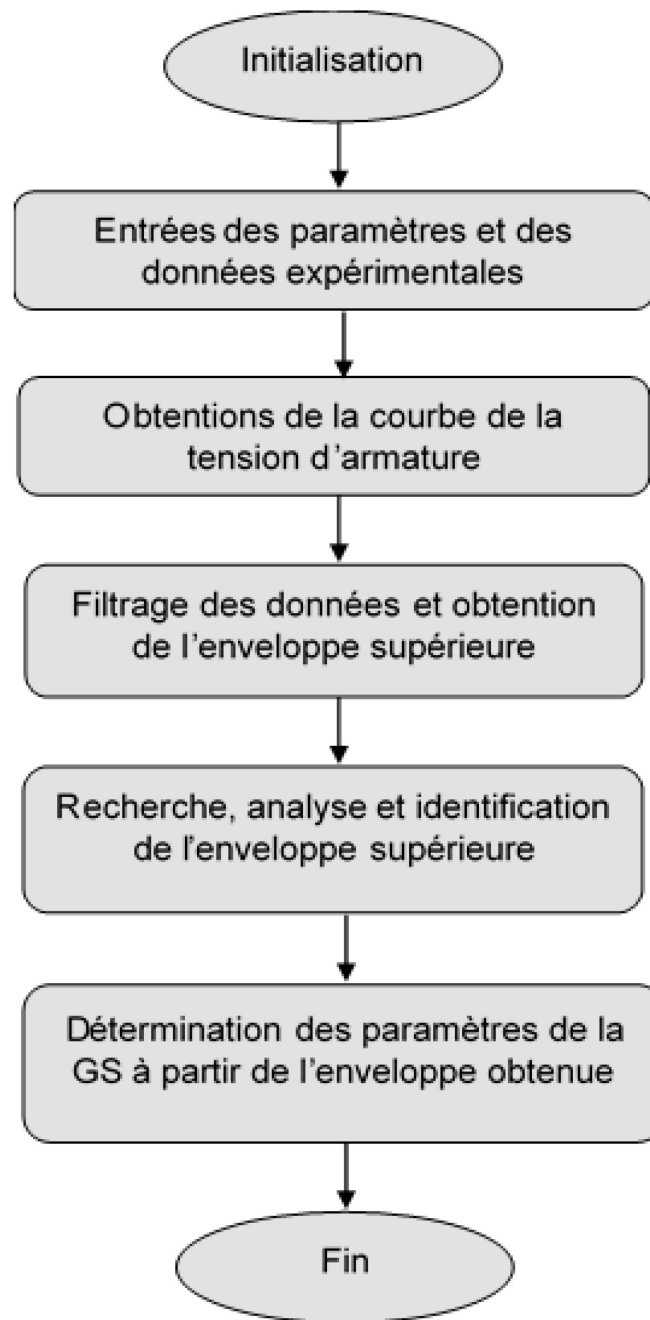 Initialisation
Entrées des paramètres et des
données expérimentales
Obtentions de la courbe de la
tension d'armature
Filtrage des données et obtention
de l'enveloppe supérieure
Recherche, analyse et identification
de l'enveloppe supérieure
Détermination des paramètres de la
GS à partir de l'enveloppe obtenue
Fin